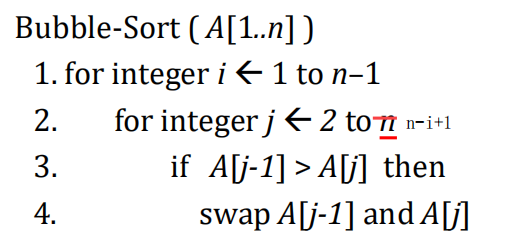 Bubble-Sort ( A[1..n] )
1. for integer i ← 1 to n–1
2. for integer j ← 2 to n n-i+1
3. if A[j-1] > A[j] then
4. swap A[j-1] and A[j]